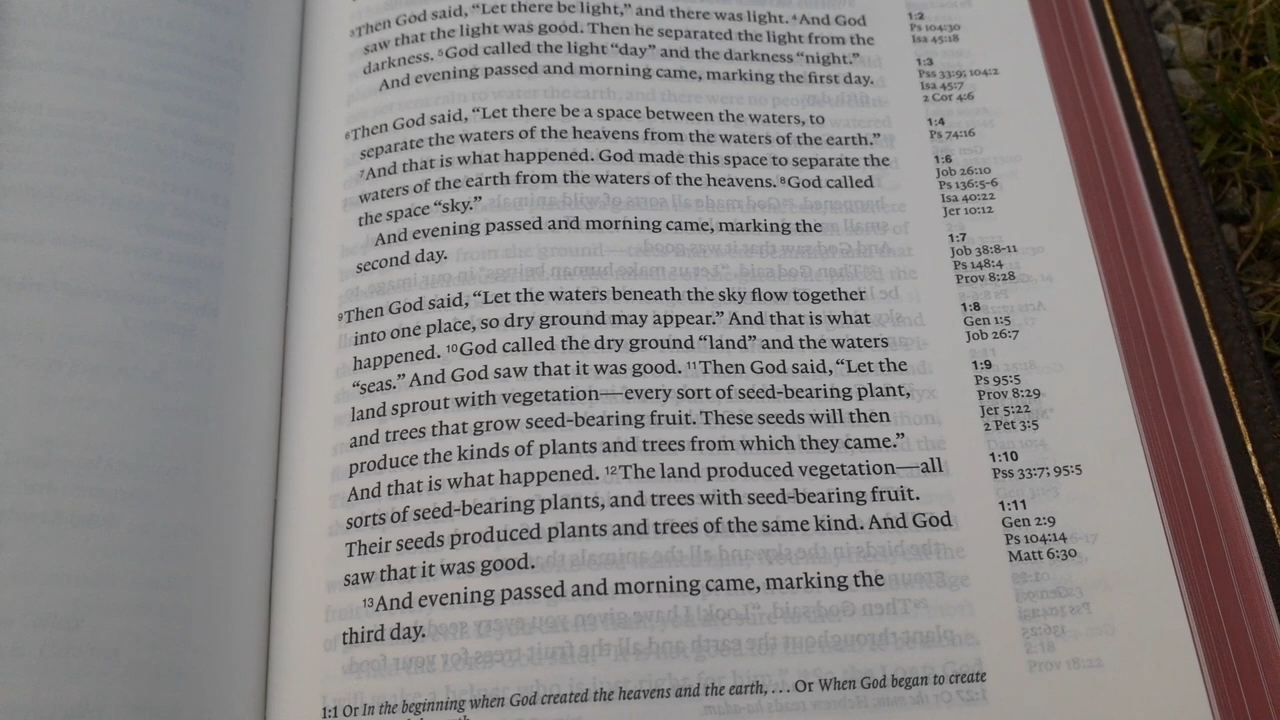 3Then God said, “Let there be light,” and there was light. 4And God
saw that the light was good. Then he separated the light from the
darkness. 5God called the light “day” and the darkness “night.”
And evening passed and morning came, marking the first day.
6Then God said, “Let there be a space between the waters, to
separate the waters of the heavens from the waters of the earth.”
7And that is what happened. God made this space to separate the
waters of the earth from the waters of the heavens. 8God called
the space “sky.”
And evening passed and morning came, marking the
second day.
9Then God said, “Let the waters beneath the sky flow together
into one place, so dry ground may appear.” And that is what
happened. 10God called the dry ground “land” and the waters
“seas.” And God saw that it was good. 11Then God said, “Let the
land sprout with vegetation—every sort of seed-bearing plant,
and trees that grow seed-bearing fruit. These seeds will then
produce the kinds of plants and trees from which they came.”
And that is what happened. 12The land produced vegetation—all
sorts of seed-bearing plants, and trees with seed-bearing fruit.
Their seeds produced plants and trees of the same kind. And God
saw that it was good.
13And evening passed and morning came, marking the
third day.
1:1 Or In the beginning when God created the heavens and the earth, . . . Or When God began to create
1:2
Ps 104:30
Isa 45:18
1:3
Pss 33:9; 104:2
Isa 45:7
2 Cor 4:6
1:4
Ps 74:16
1:6
Job 26:10
Ps 136:5-6
Isa 40:22
Jer 10:12
1:7
Job 38:8-11
Ps 148:4
Prov 8:28
1:8
Gen 1:5
Job 26:7
1:9
Ps 95:5
Prov 8:29
Jer 5:22
2 Pet 3:5
1:10
Pss 33:7; 95:5
1:11
Gen 2:9
Ps 104:14
Matt 6:30